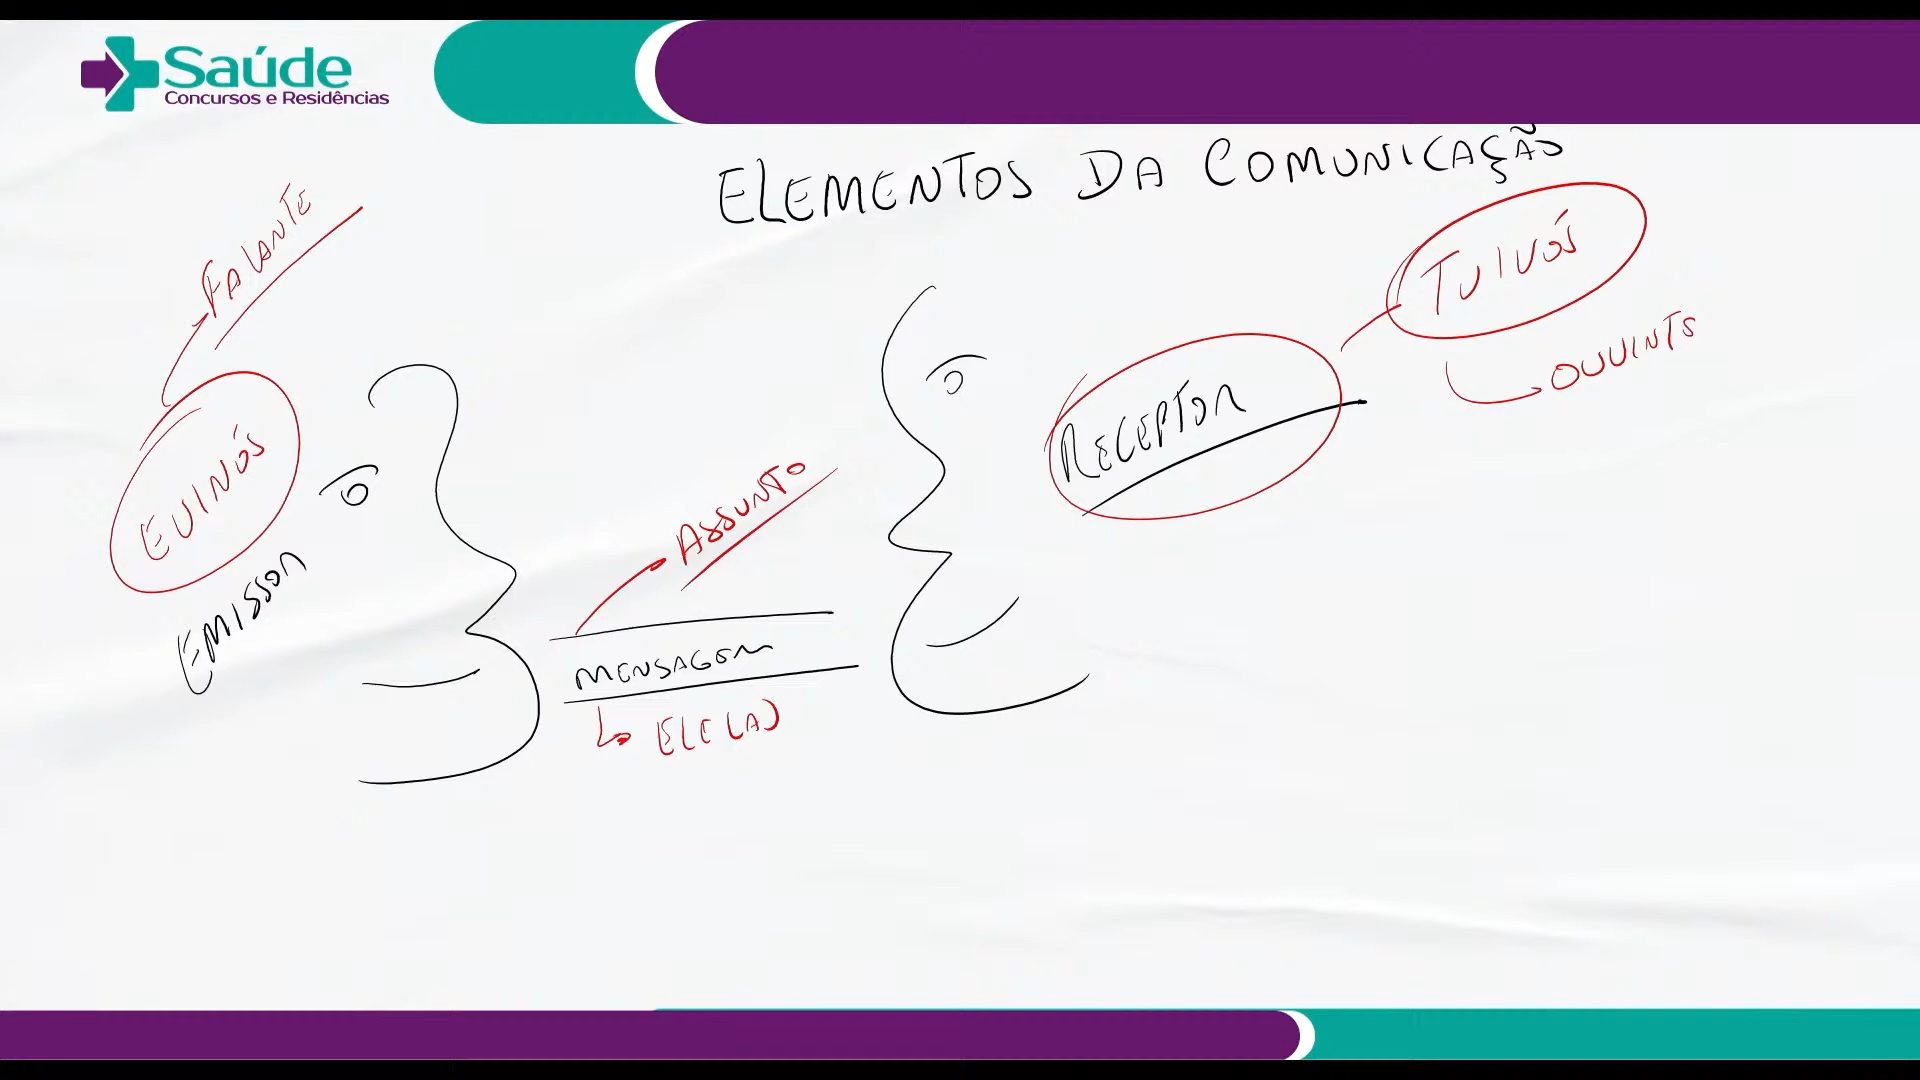 Saúde
Concursos e Residências
ELEMENTOS DA COMUNICAÇÃO
FALANTE
TU/VÓS
OUVINTE
RECEPTOR
EU/NÓS
ASSUNTO
EMISSOR
MENSAGEM
ELE(A)